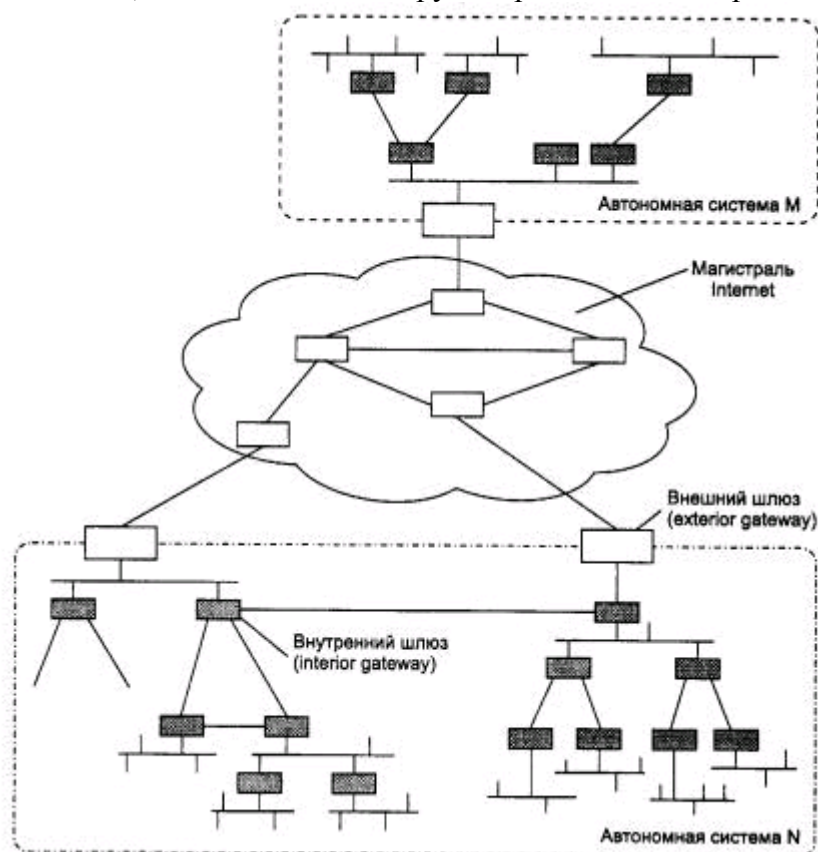 Автономная система M
Магистраль
Internet
Внешний шлюз
(exterior gateway)
Внутренний шлюз
(interior gateway)
Автономная система N